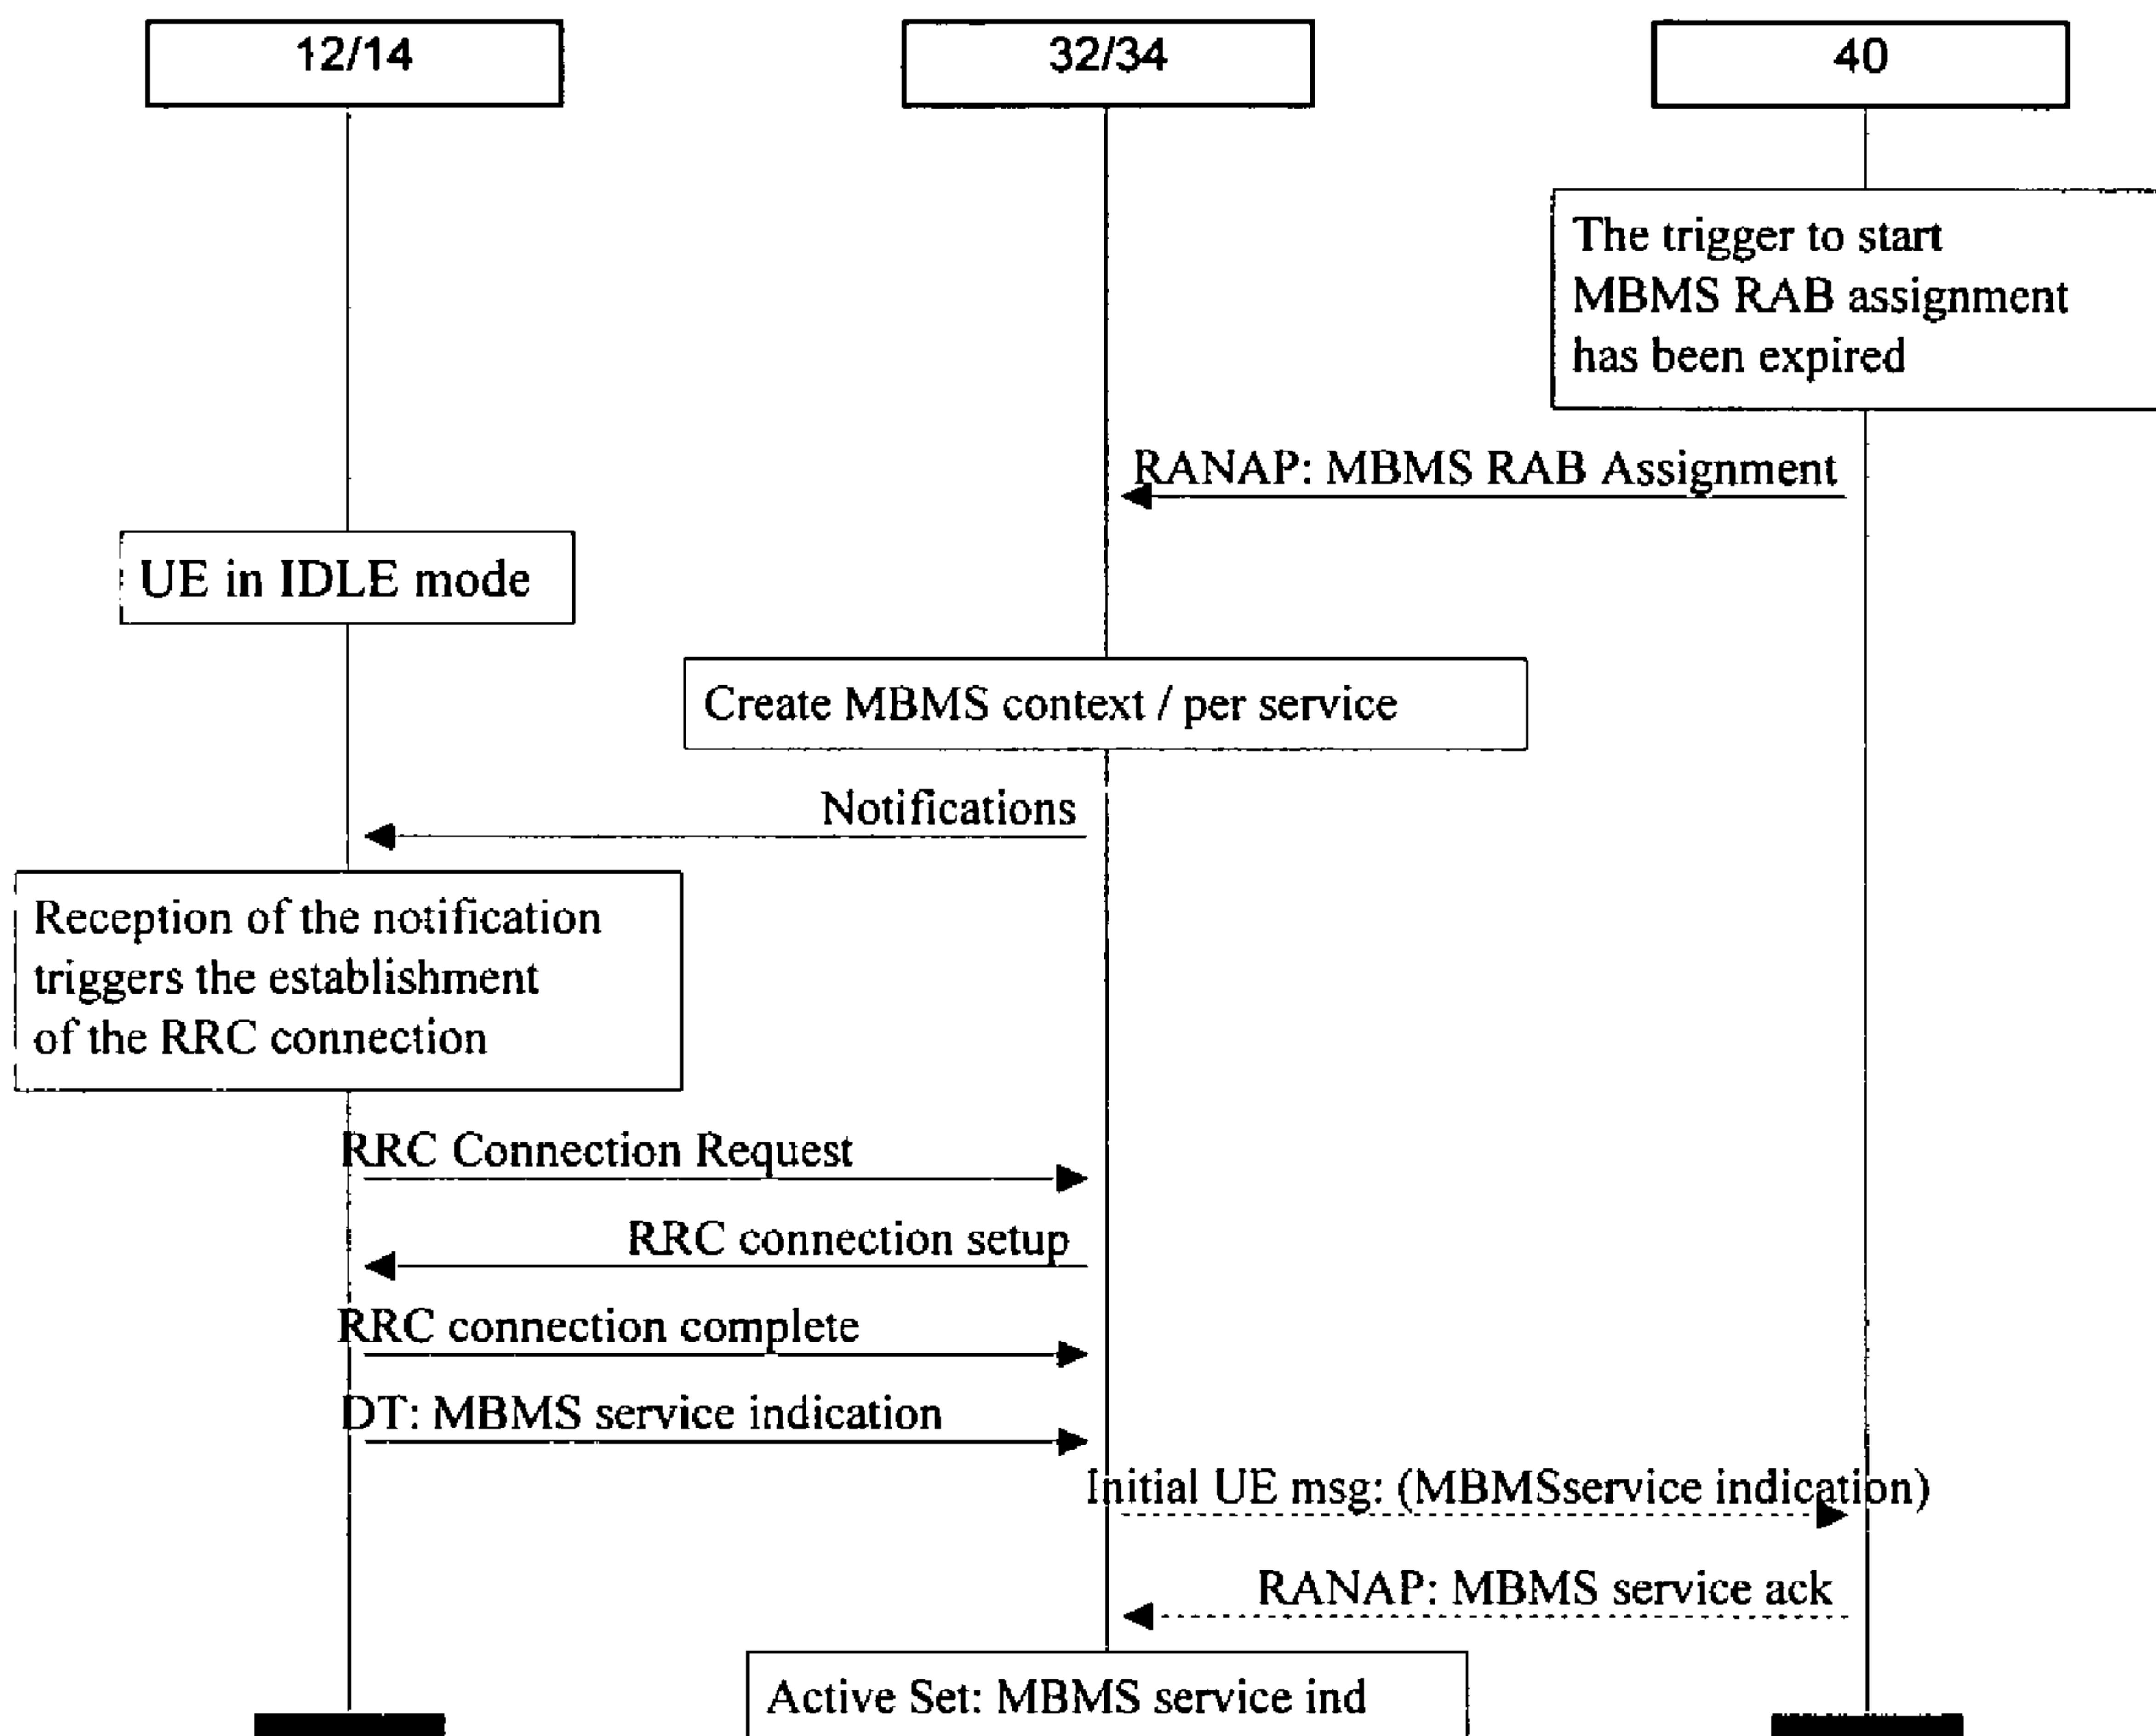 12/14
32/34
40
The trigger to start
MBMS RAB assignment
has been expired
RANAP: MBMS RAB Assignment
UE in IDLE mode
Create MBMS context / per service
Notifications
Reception of the notification
triggers the establishment
of the RRC connection
RRC Connection Request
RRC connection setup
RRC connection complete
DT: MBMS service indication
Initial UE msg: (MBMSservice indication)
RANAP: MBMS service ack
Active Set: MBMS service ind